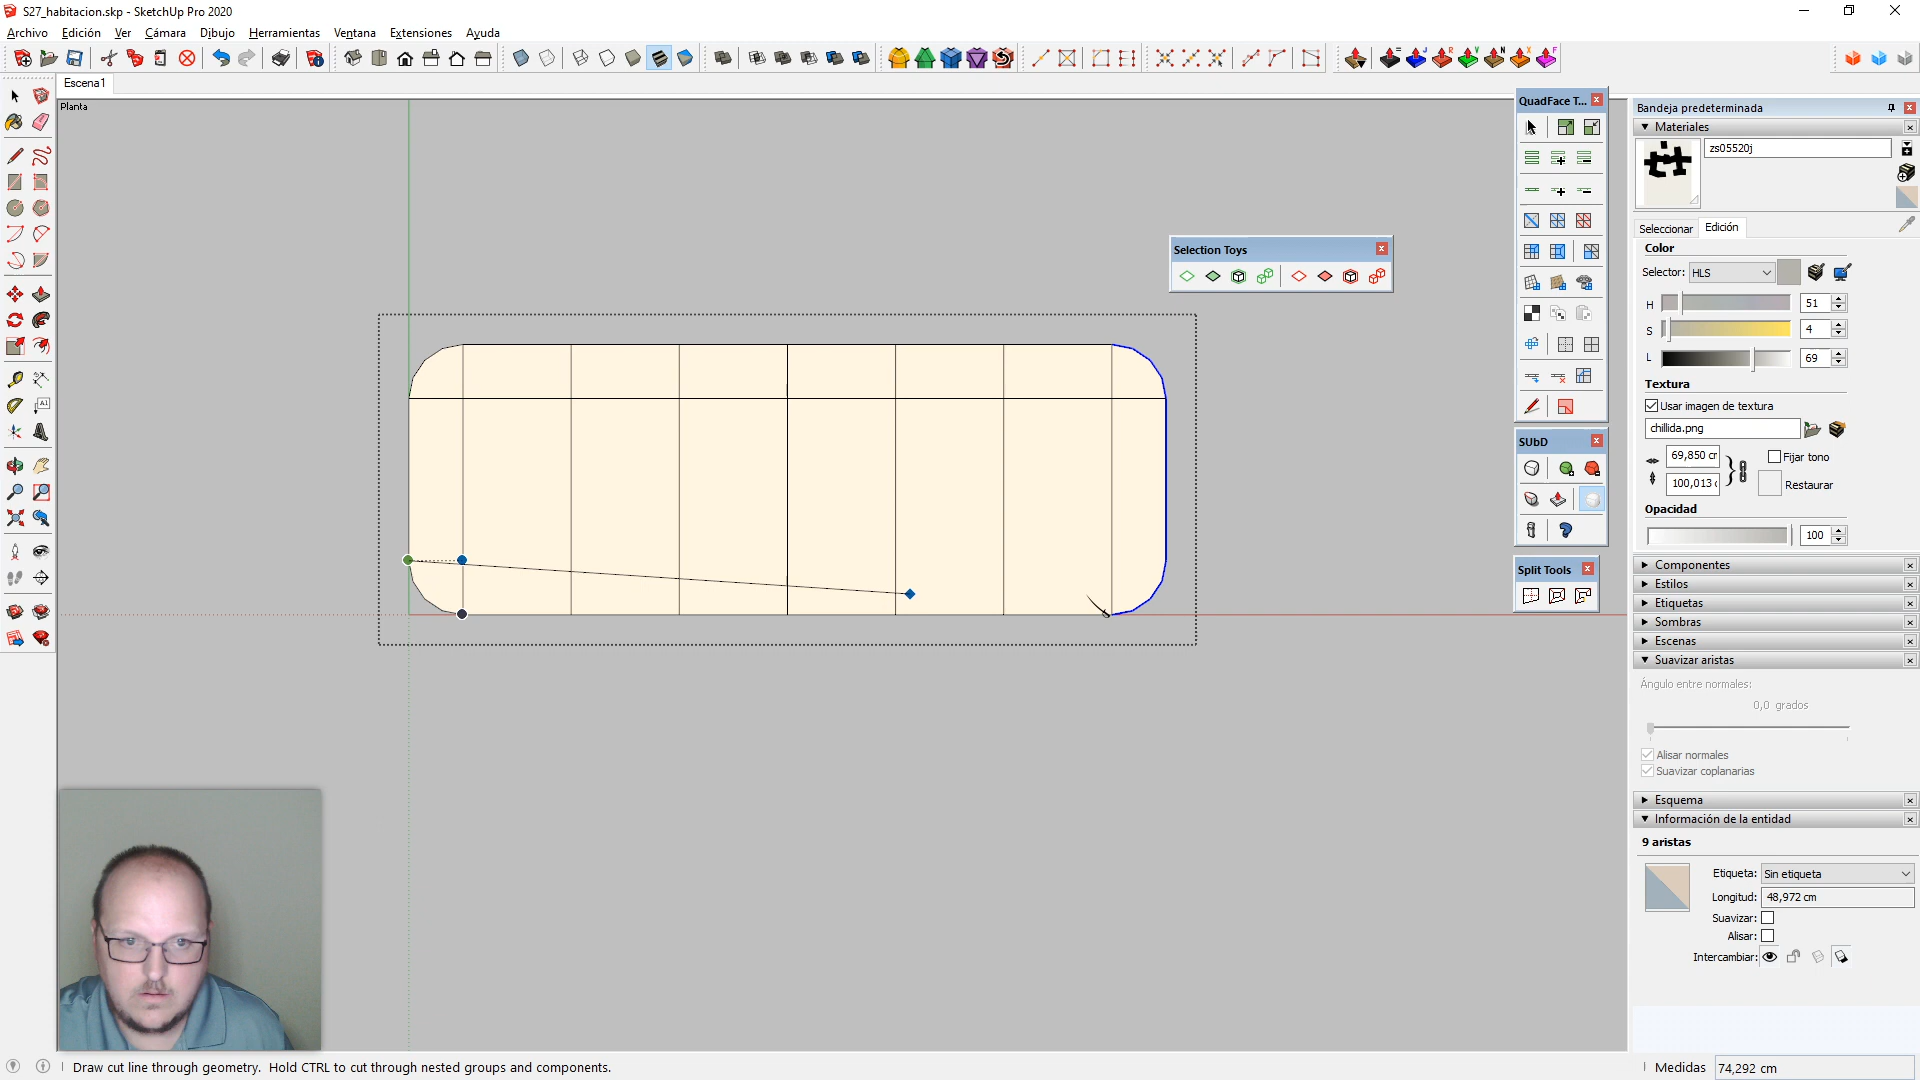 S27_habitacion.skp - SketchUp Pro 2020
Archivo Edición Ver Cámara Dibujo Herramientas Ventana Extensiones Ayuda
Escena1
Planta
QuadFace T...
Selection Toys
SUbD
Split Tools
Bandeja predeterminada
Materiales
zs05520j
Seleccionar Edición
Color
Selector: HLS
H 51
S 4
L 69
Textura
Usar imagen de textura
chillida.png
69,850 cr
Fijar tono
100,013
Restaurar
Opacidad
100
Componentes
Estilos
Etiquetas
Sombras
Escenas
Suavizar aristas
Ángulo entre normales:
0,0 grados
Alisar normales
Suavizar coplanarias
Esquema
Información de la entidad
9 aristas
Etiqueta: Sin etiqueta
Longitud: 48,972 cm
Suavizar:
Alisar:
Intercambiar:
Draw cut line through geometry. Hold CTRL to cut through nested groups and components.
Medidas 74,292 cm